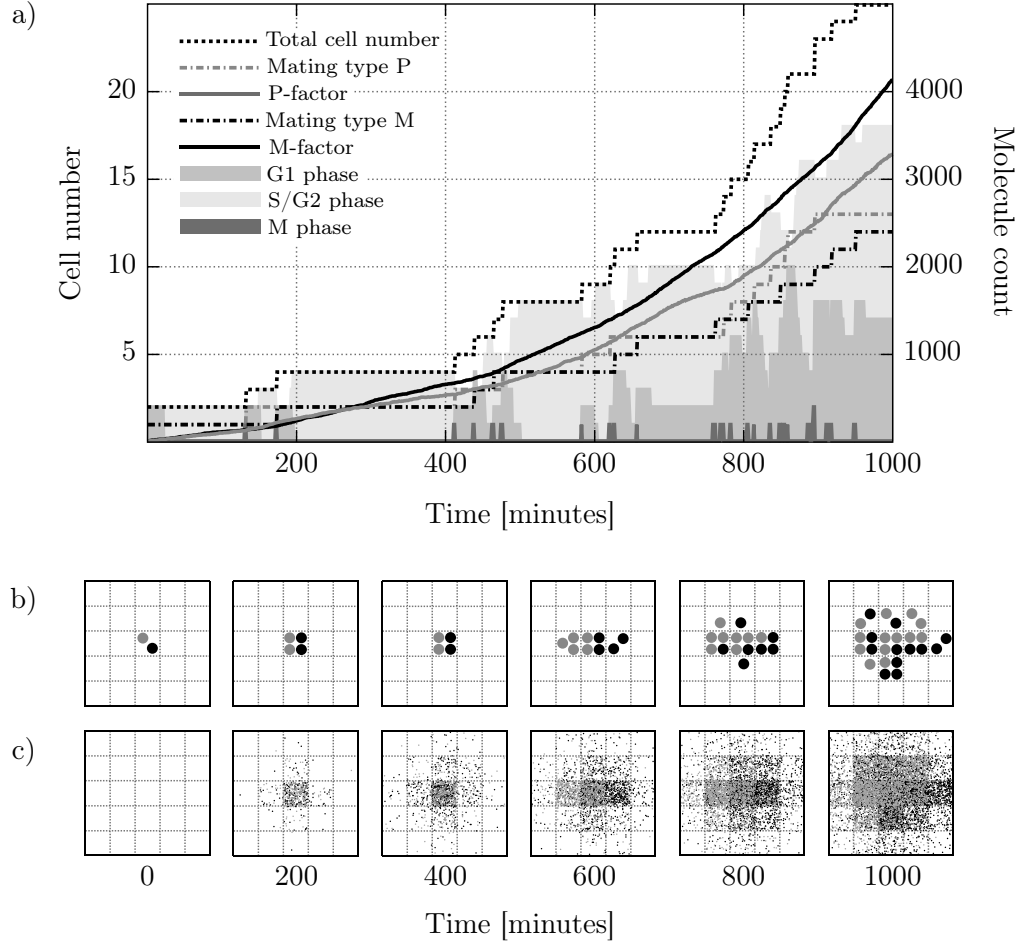 a)
Total cell number
Mating type P
P-factor
Mating type M
M-factor
G1 phase
S/G2 phase
M phase
Cell number
20
15
10
5
4000
3000
2000
1000
Molecule count
200 400 600 800 1000
Time [minutes]
b)
c)
0 200 400 600 800 1000
Time [minutes]